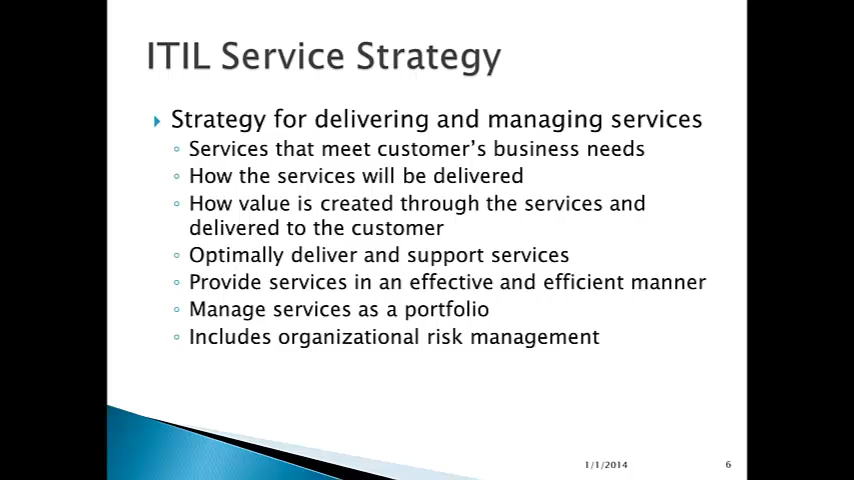 ITIL Service Strategy
Strategy for delivering and managing services
Services that meet customer’s business needs
How the services will be delivered
How value is created through the services and
delivered to the customer
Optimally deliver and support services
Provide services in an effective and efficient manner
Manage services as a portfolio
Includes organizational risk management
1/1/2014
6